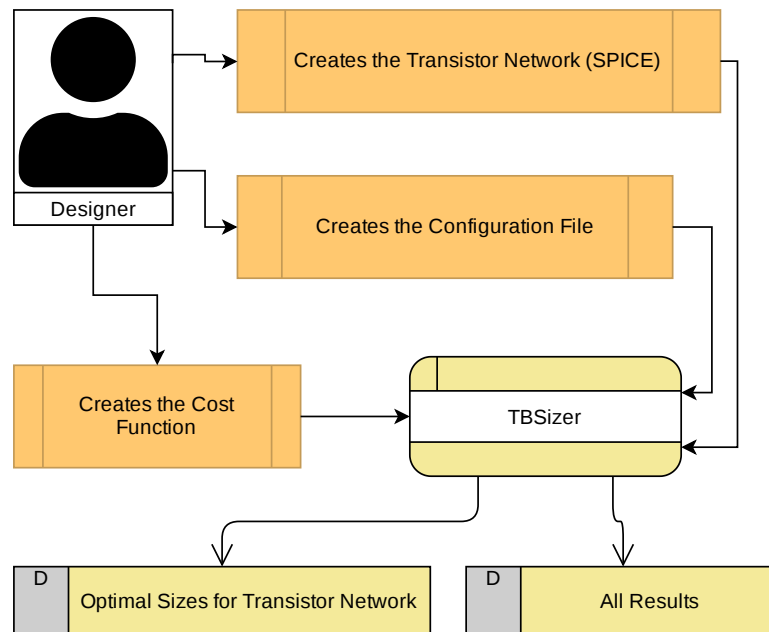 Creates the Transistor Network (SPICE)
Designer
Creates the Configuration File
Creates the Cost
Function
TBSizer
D
Optimal Sizes for Transistor Network
D
All Results